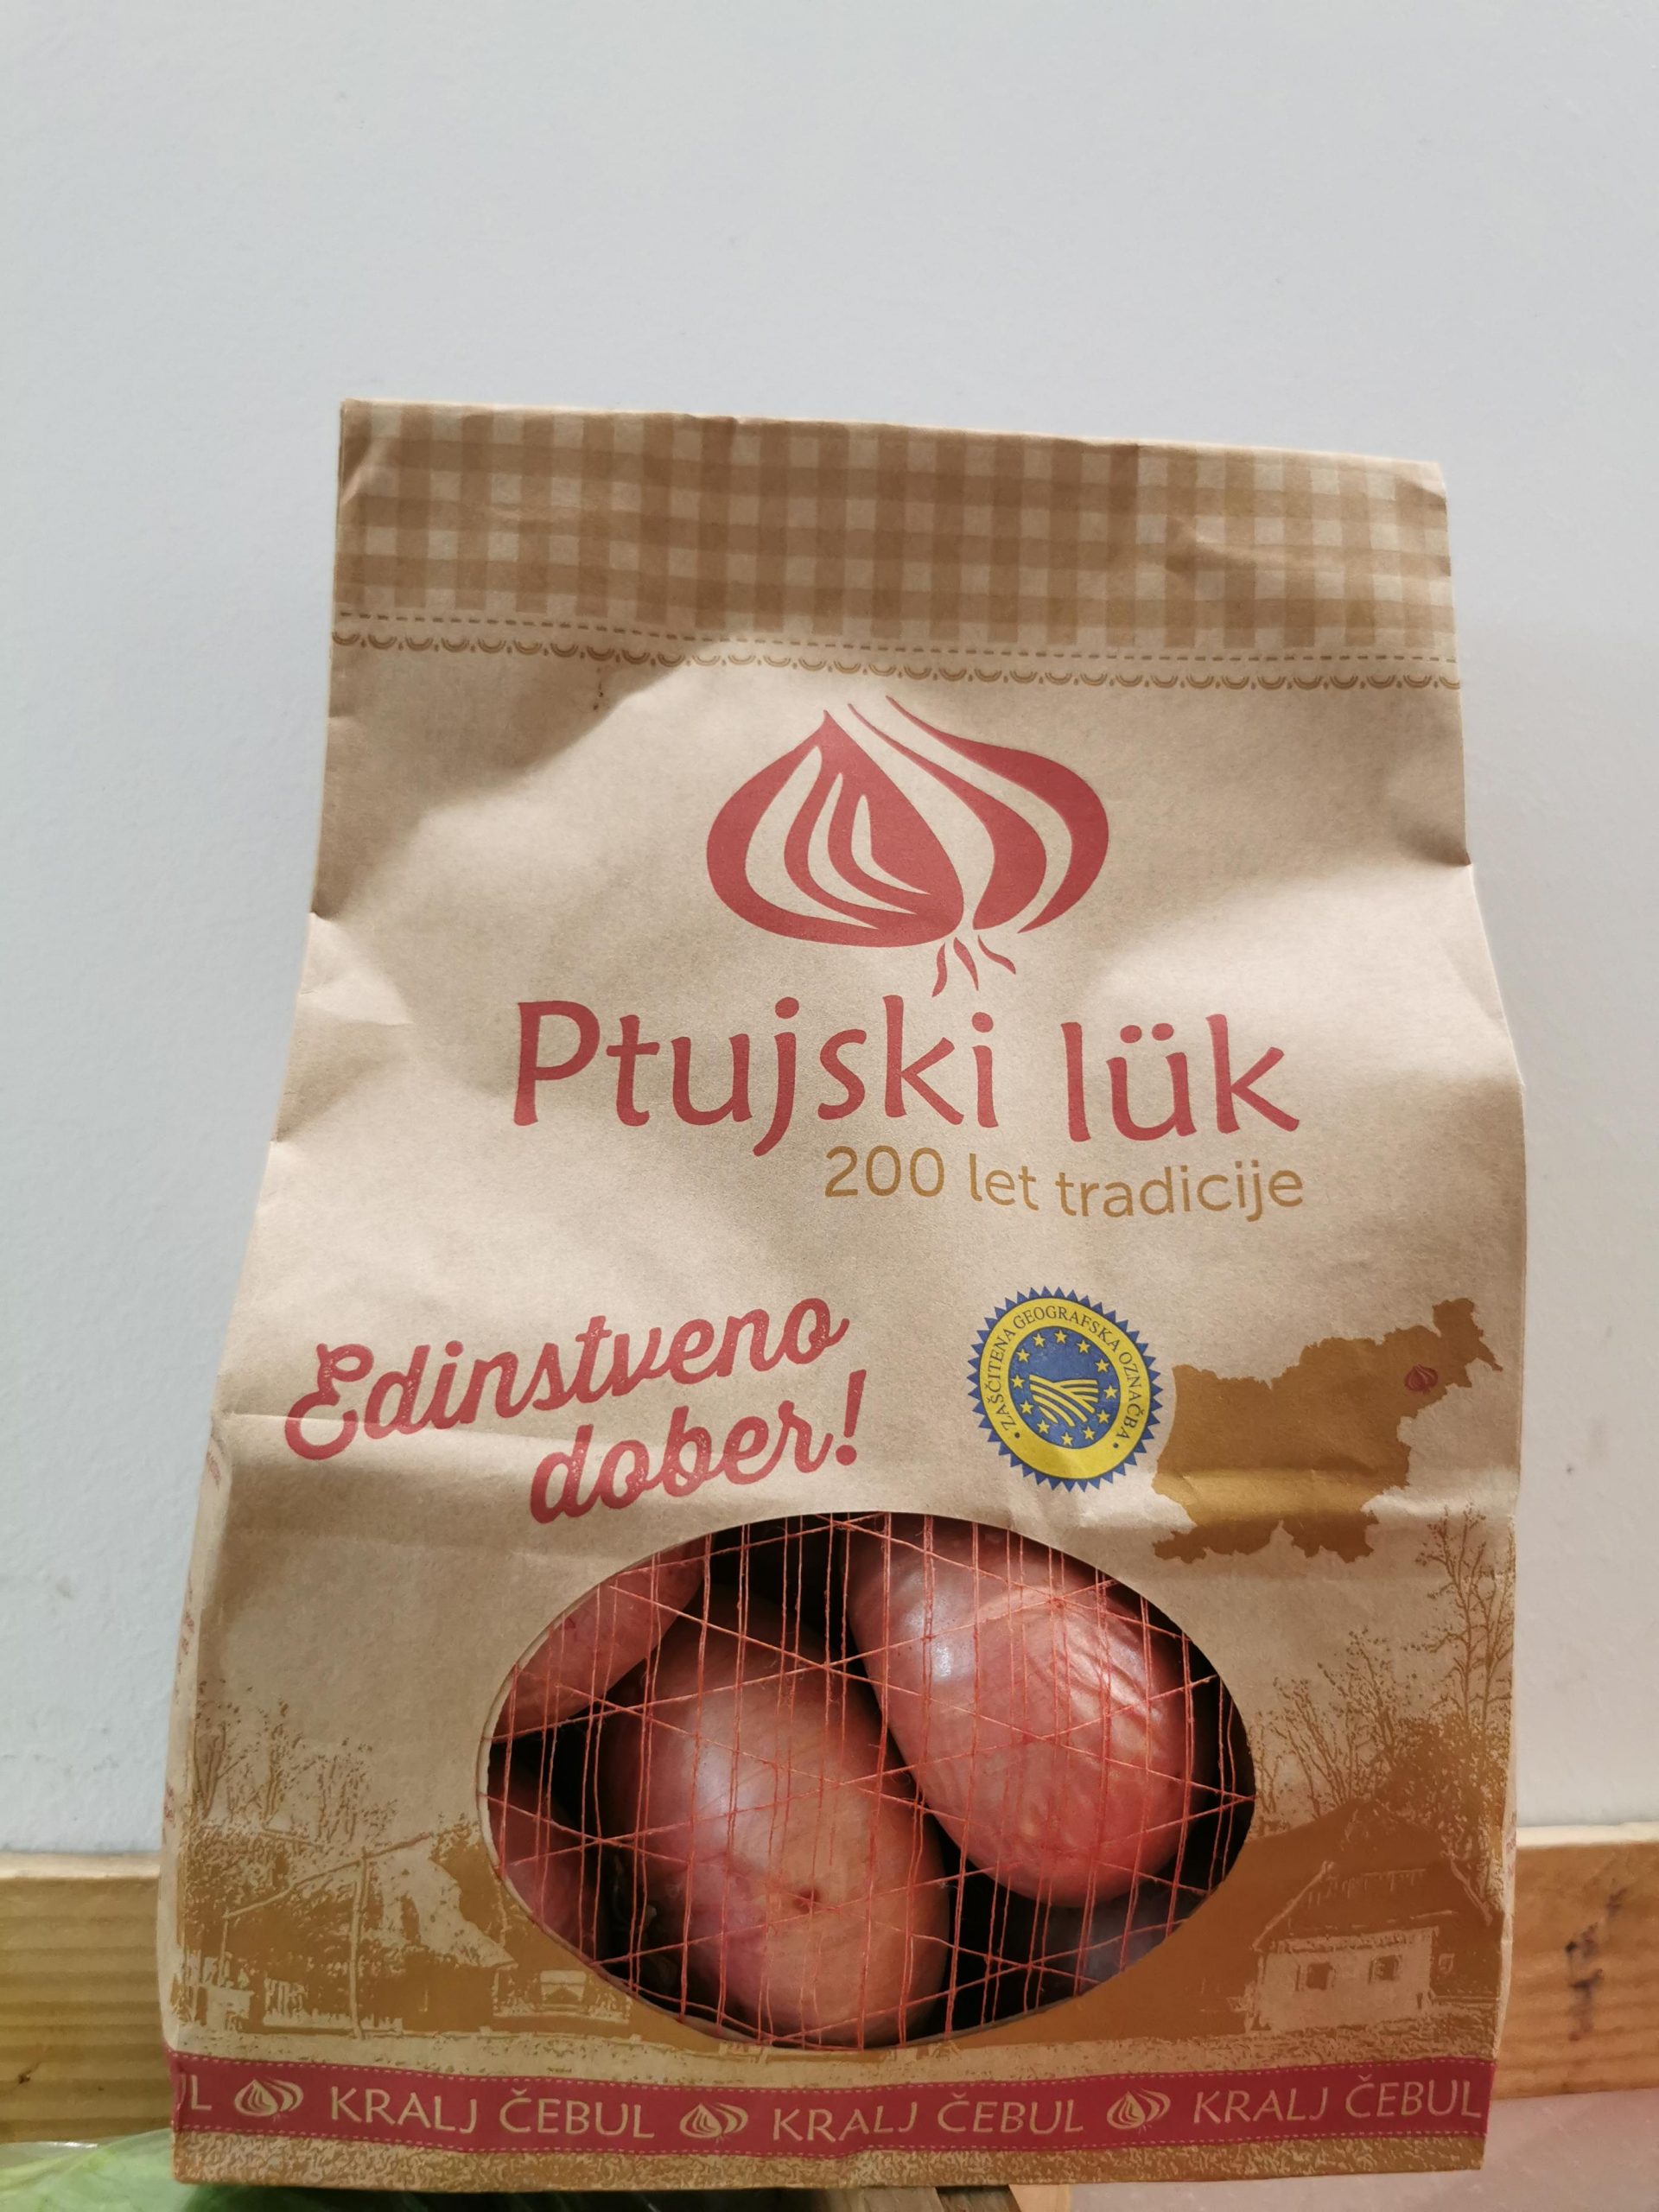 Ptujski lük
200 let tradicije
Edinstveno
dober!
ZAŠČITENA GEOGRAFSKA OZNAČBA
L KRALJ ČEBUL KRALJ ČEBUL KRALJ ČEBUL